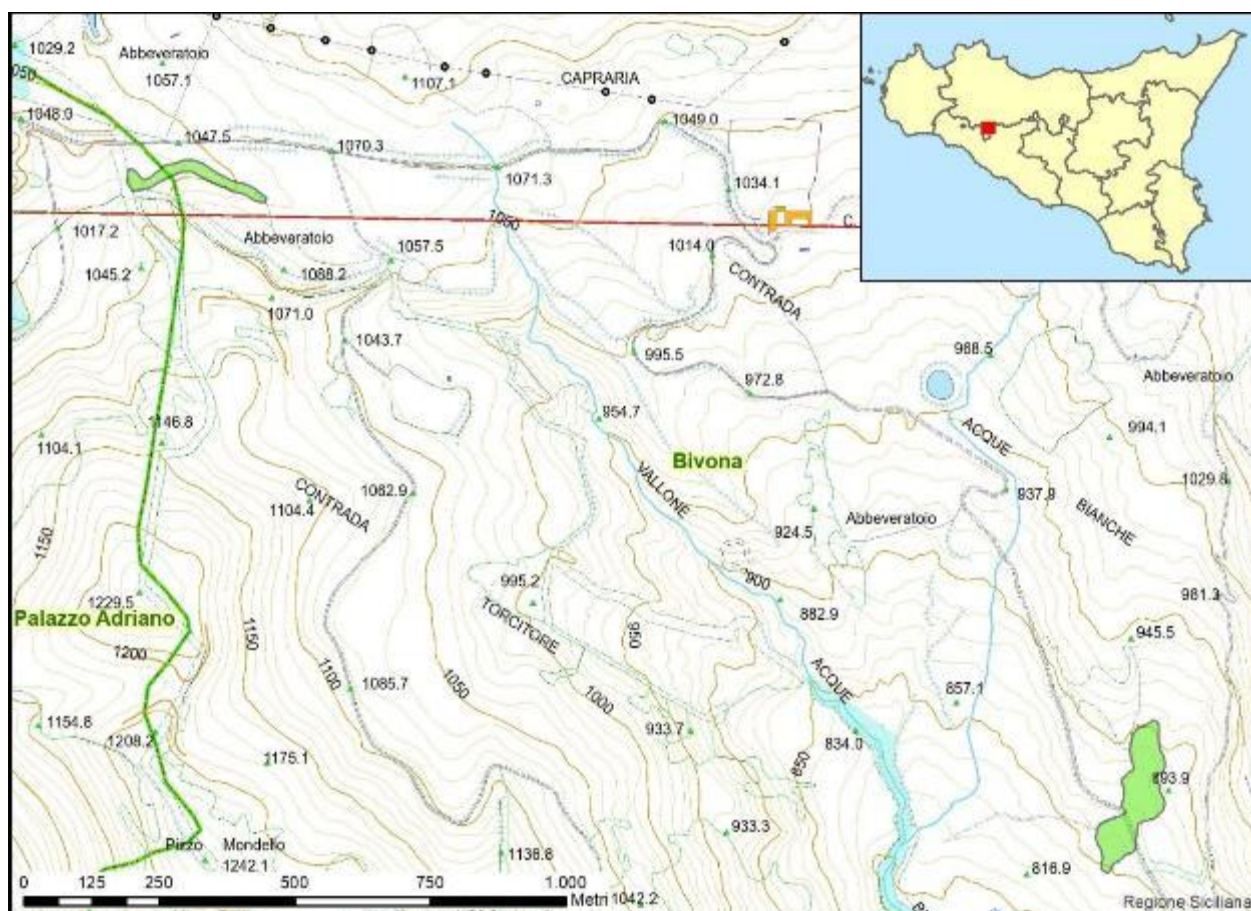 1029.2
Abbeveratoio
1057.1
1107.1
CAPRARIA
1048.9
1047.5
1070.3
1049.0
1071.3
1034.1
1050
C
1017.2
Abbeveratoio
1057.5
1014.0
1045.2
1088.2
CONTRADA
1071.0
1043.7
995.5
968.5
972.8
Abbeveratoio
954.7
1146.8
ACQUE
994.1
1104.1
Bivona
VALLONE
1029.8
CONTRADA
1062.9
937.9
1104.4
BIANCHE
924.5
Abbeveratoio
1150
995.2
900
1229.5
882.9
981.3
Palazzo Adriano
TORCITORE
950
945.5
1150
1200
ACQUE
1100
1085.7
1050
857.1
1000
1154.8
1208.2
933.7
834.0
1175.1
850
893.9
933.3
Pizzo Mondello
1242.1
1138.8
816.9
0 125 250 500 750 1.000
Metri
1042.2
Regione Siciliana